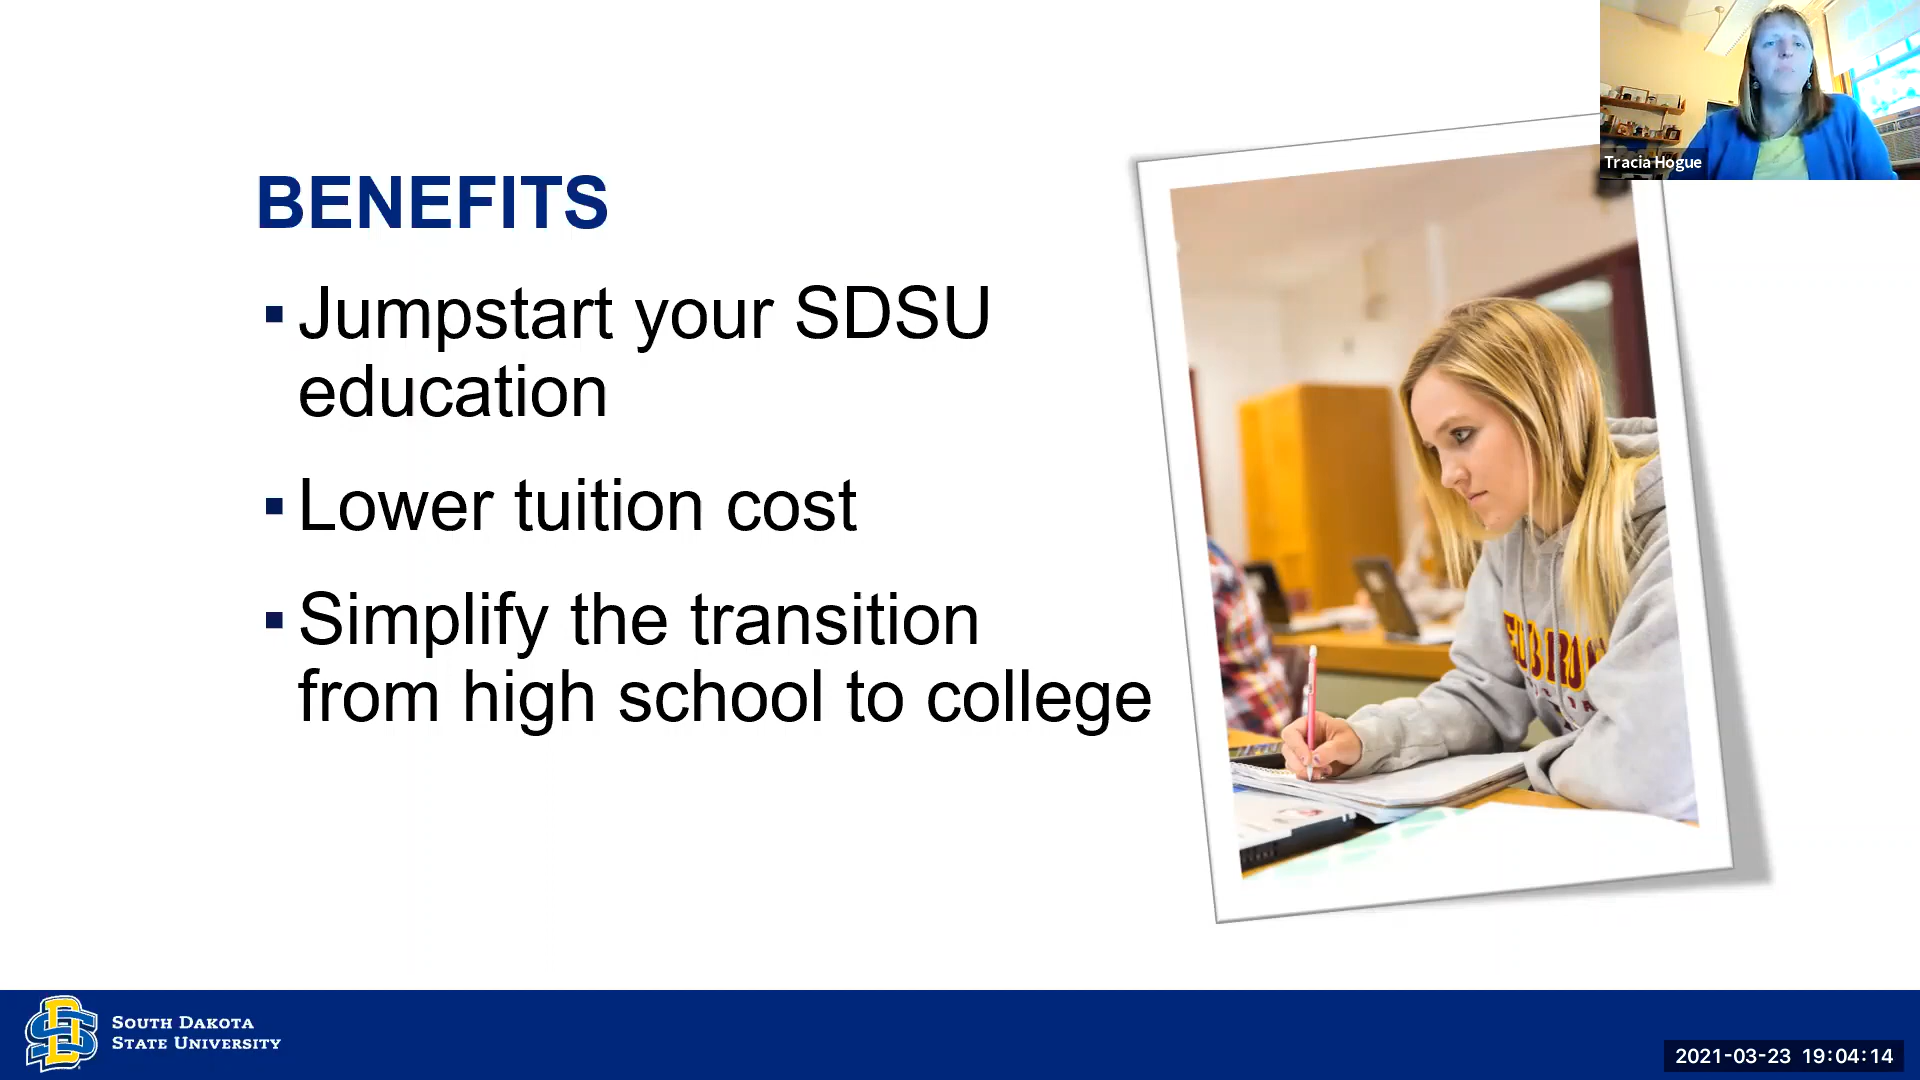 Tracia Hogue
BENEFITS
▪ Jumpstart your SDSU
education
▪ Lower tuition cost
▪ Simplify the transition
from high school to college
SOUTH DAKOTA
STATE UNIVERSITY
2021-03-23 19:04:14